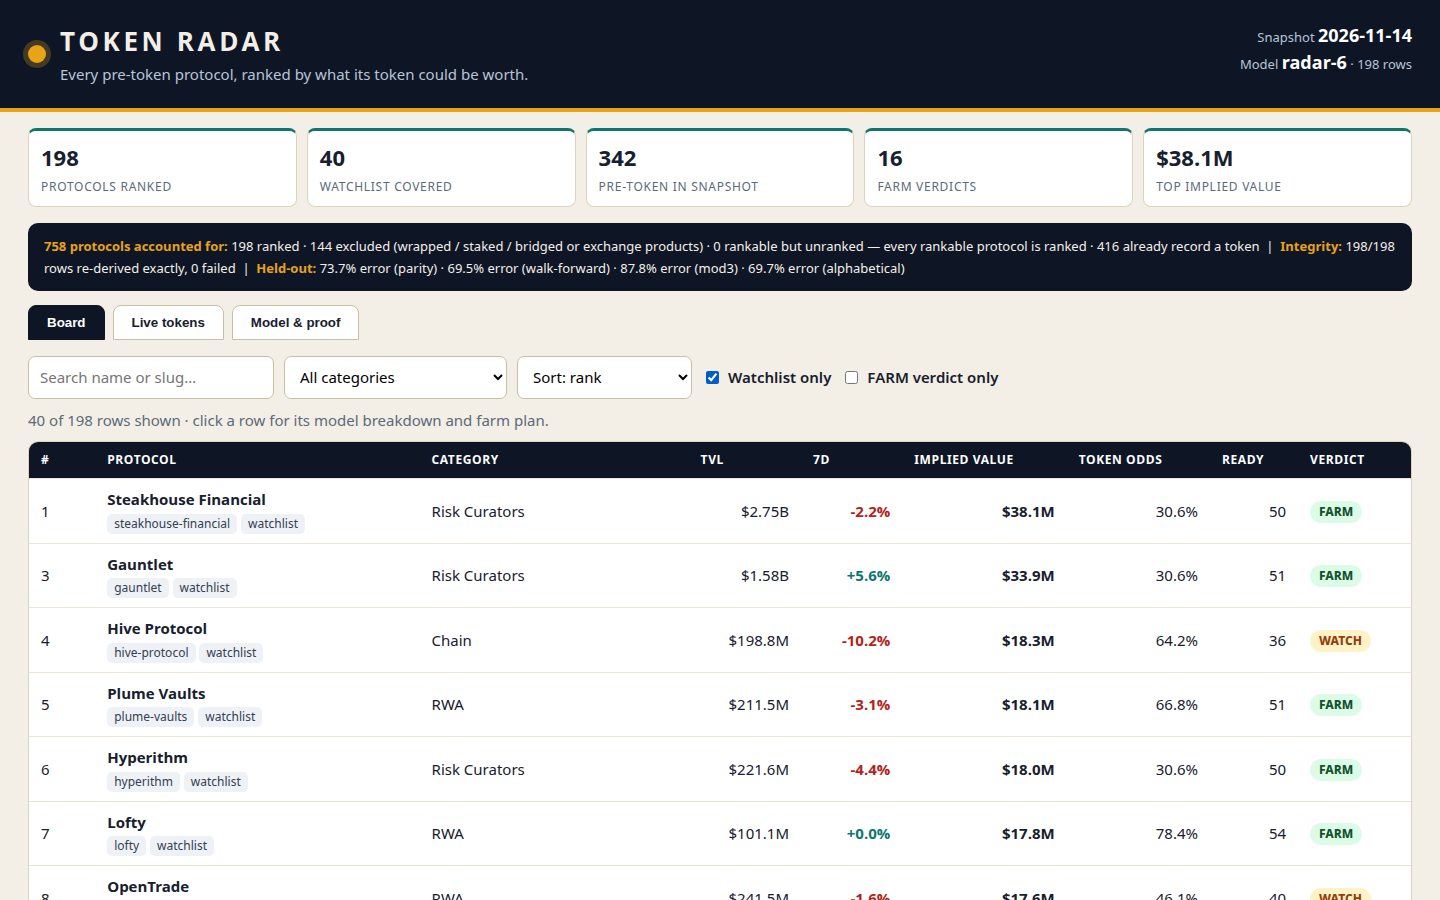 TOKEN RADAR
Every pre-token protocol, ranked by what its token could be worth.
Snapshot 2026-11-14
Model radar-6 · 198 rows
198
PROTOCOLS RANKED
40
WATCHLIST COVERED
342
PRE-TOKEN IN SNAPSHOT
16
FARM VERDICTS
$38.1M
TOP IMPLIED VALUE
758 protocols accounted for: 198 ranked · 144 excluded (wrapped / staked / bridged or exchange products) · 0 rankable but unranked — every rankable protocol is ranked · 416 already record a token | Integrity: 198/198
rows re-derived exactly, 0 failed | Held-out: 73.7% error (parity) · 69.5% error (walk-forward) · 87.8% error (mod3) · 69.7% error (alphabetical)
Board Live tokens Model & proof
Search name or slug... All categories Sort: rank Watchlist only FARM verdict only
40 of 198 rows shown · click a row for its model breakdown and farm plan.
# PROTOCOL CATEGORY TVL 7D IMPLIED VALUE TOKEN ODDS READY VERDICT
1 Steakhouse Financial Risk Curators $2.75B -2.2% $38.1M 30.6% 50 FARM
steakhouse-financial watchlist
3 Gauntlet Risk Curators $1.58B +5.6% $33.9M 30.6% 51 FARM
gauntlet watchlist
4 Hive Protocol Chain $198.8M -10.2% $18.3M 64.2% 36 WATCH
hive-protocol watchlist
5 Plume Vaults RWA $211.5M -3.1% $18.1M 66.8% 51 FARM
plume-vaults watchlist
6 Hyperithm Risk Curators $221.6M -4.4% $18.0M 30.6% 50 FARM
hyperithm watchlist
7 Lofty RWA $101.1M +0.0% $17.8M 78.4% 54 FARM
lofty watchlist
8 OpenTrade RWA $241.5M -1.6% $17.6M 46.1% 40 WATCH